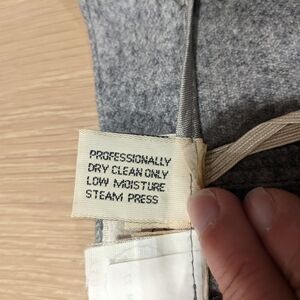 PROFESSIONALLY
DRY CLEAN ONLY
LOW MOISTURE
STEAM PRESS